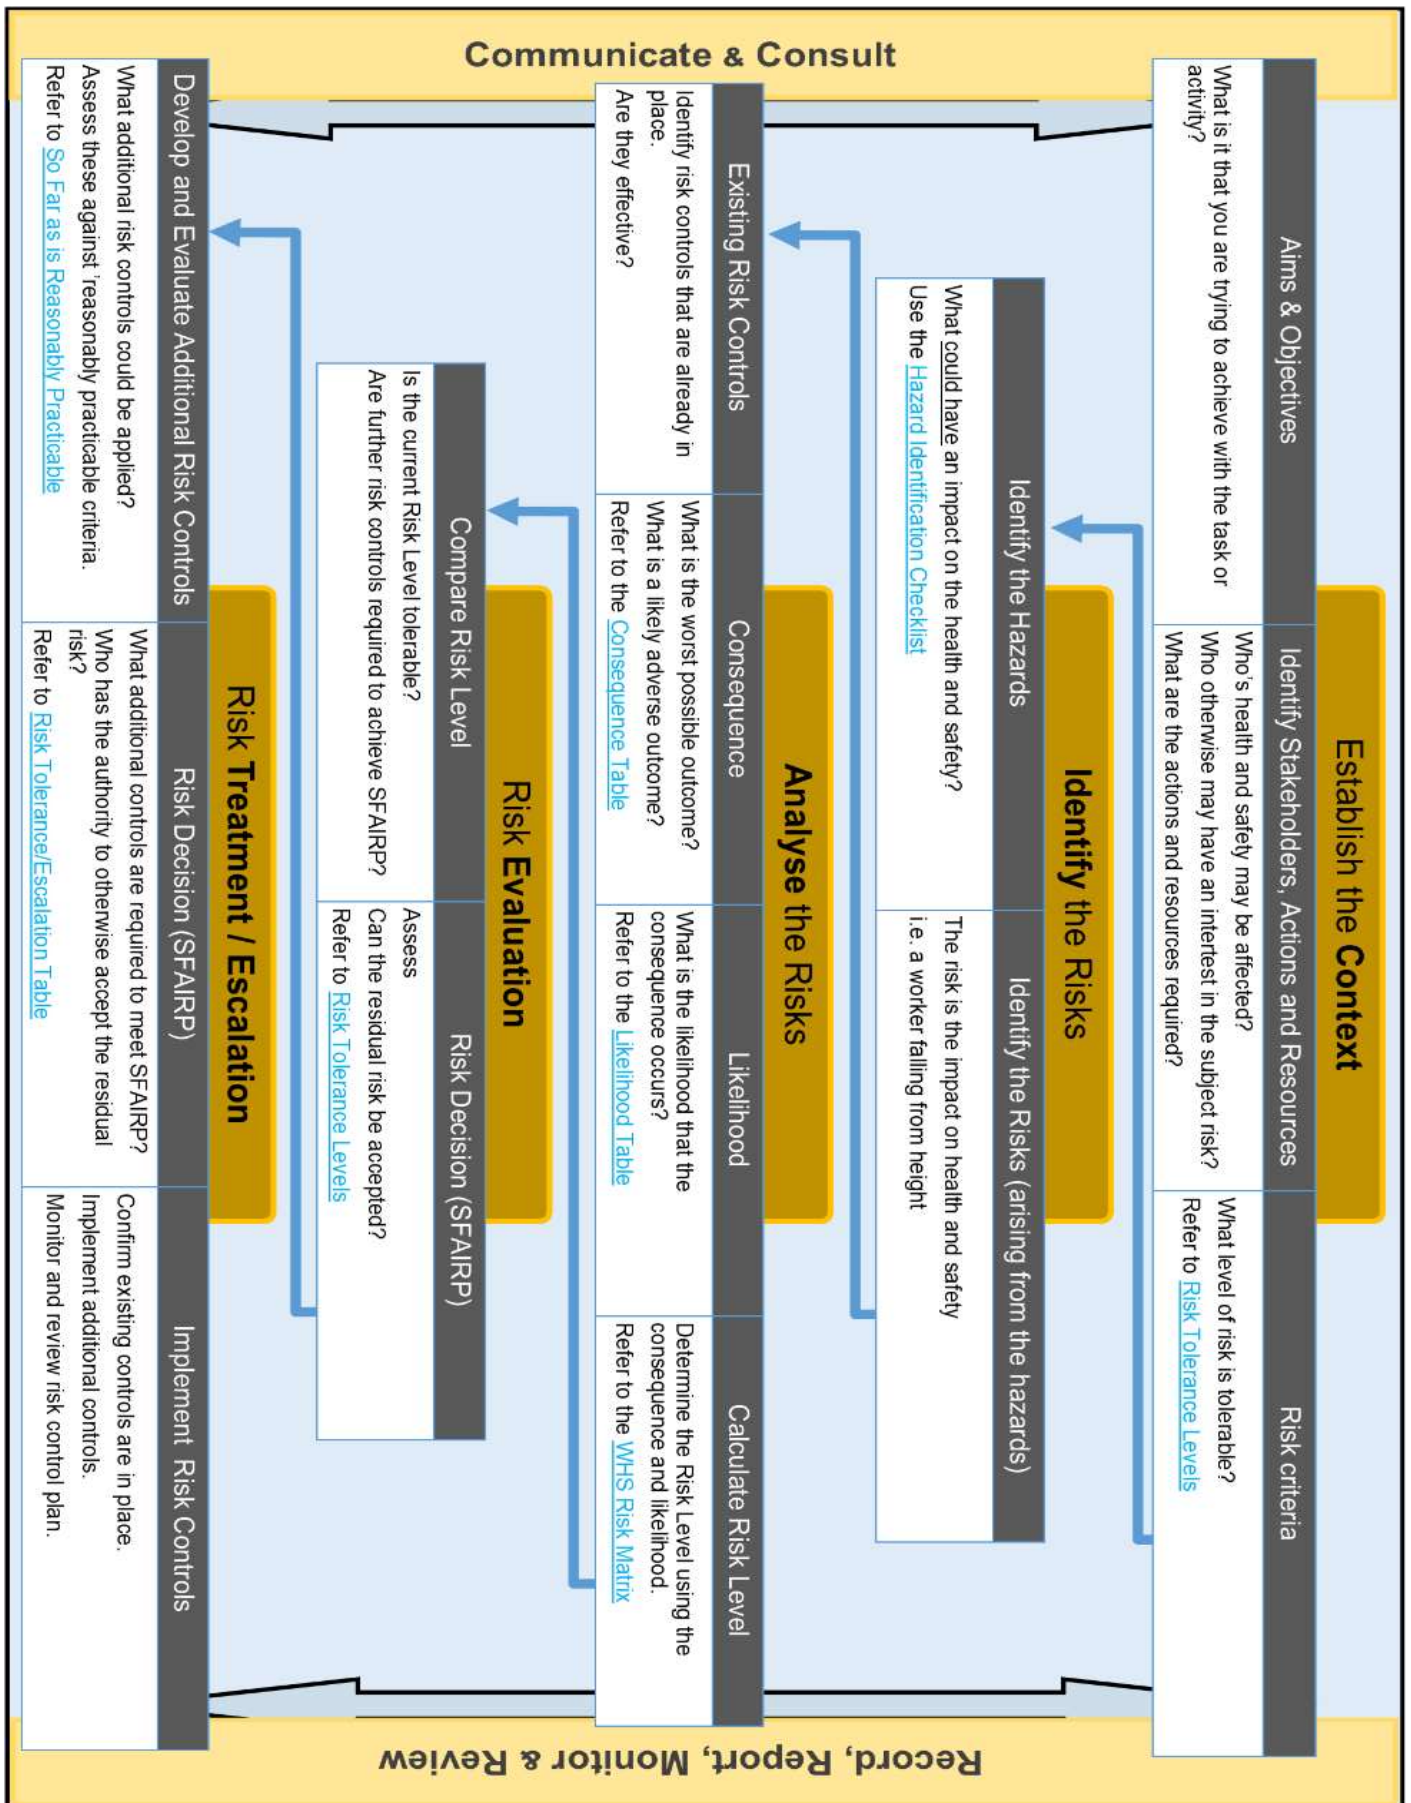 Communicate & Consult
Establish the Context
Aims & Objectives
What is it that you are trying to achieve with the task or
activity?
Identify Stakeholders, Actions and Resources
Who's health and safety may be affected?
Who otherwise may have an intertest in the subject risk?
What are the actions and resources required?
Risk criteria
What level of risk is tolerable?
Refer to Risk Tolerance Levels
Identify the Risks
Identify the Hazards
What could have an impact on the health and safety?
Use the Hazard Identification Checklist
Identify the Risks (arising from the hazards)
The risk is the impact on health and safety
i.e. a worker falling from height
Analyse the Risks
Existing Risk Controls
Identify risk controls that are already in
place.
Are they effective?
Consequence
What is the worst possible outcome?
What is a likely adverse outcome?
Refer to the Consequence Table
Likelihood
What is the likelihood that the
consequence occurs?
Refer to the Likelihood Table
Calculate Risk Level
Determine the Risk Level using the
consequence and likelihood.
Refer to the WHS Risk Matrix
Risk Evaluation
Compare Risk Level
Is the current Risk Level tolerable?
Are further risk controls required to achieve SFAIRP?
Risk Decision (SFAIRP)
Assess
Can the residual risk be accepted?
Refer to Risk Tolerance Levels
Risk Treatment / Escalation
Develop and Evaluate Additional Risk Controls
What additional risk controls could be applied?
Assess these against 'reasonably practicable criteria.
Refer to So Far as is Reasonably Practicable
Risk Decision (SFAIRP)
What additional controls are required to meet SFAIRP?
Who has the authority to otherwise accept the residual
risk?
Refer to Risk Tolerance/Escalation Table
Implement Risk Controls
Confirm existing controls are in place.
Implement additional controls.
Monitor and review risk control plan.
Record, Report, Monitor & Review